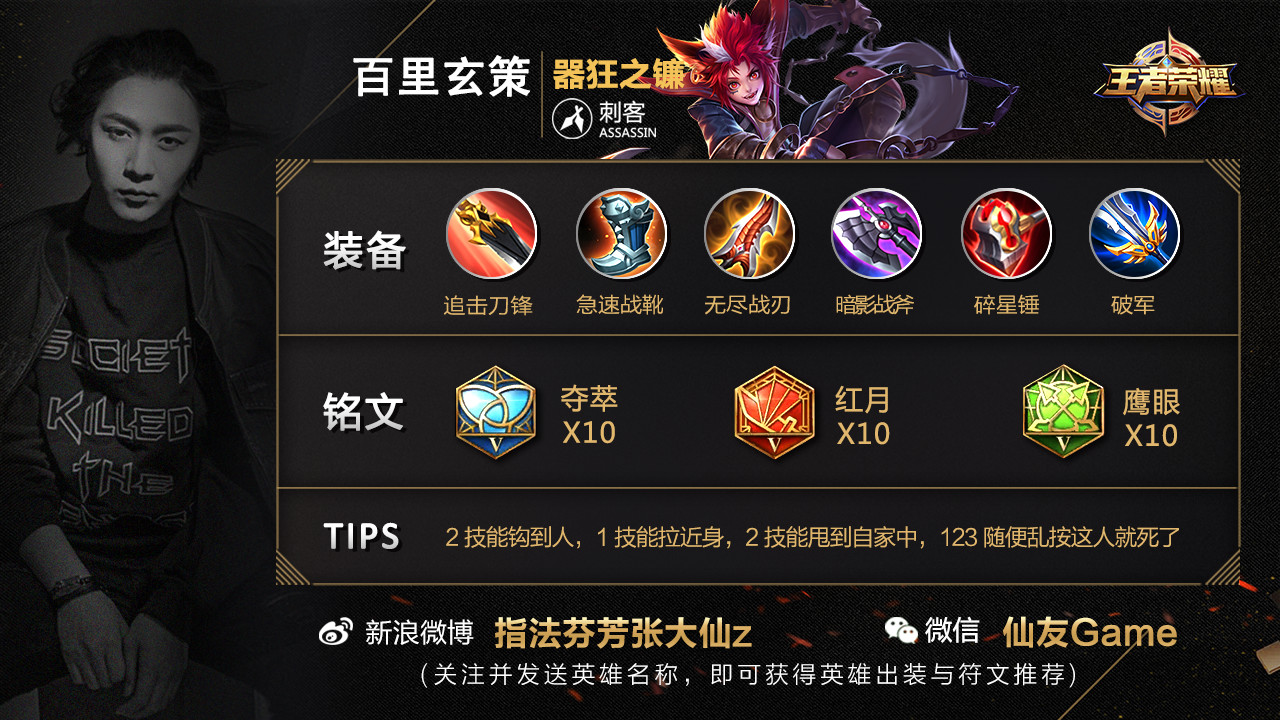 百里玄策
器狂之镰
刺客
ASSASSIN
王者荣耀
装备
追击刀锋 急速战靴 无尽战刃 暗影战斧 碎星锤 破军
铭文
V
夺萃
X10
V
红月
X10
V
鹰眼
X10
TIPS
2 技能钩到人，1 技能拉近身，2 技能甩到自家中，123 随便乱按这人就死了
SOCIET
KILLED
THE
新浪微博 指法芬芳张大仙z 微信 仙友Game
（关注并发送英雄名称，即可获得英雄出装与符文推荐）